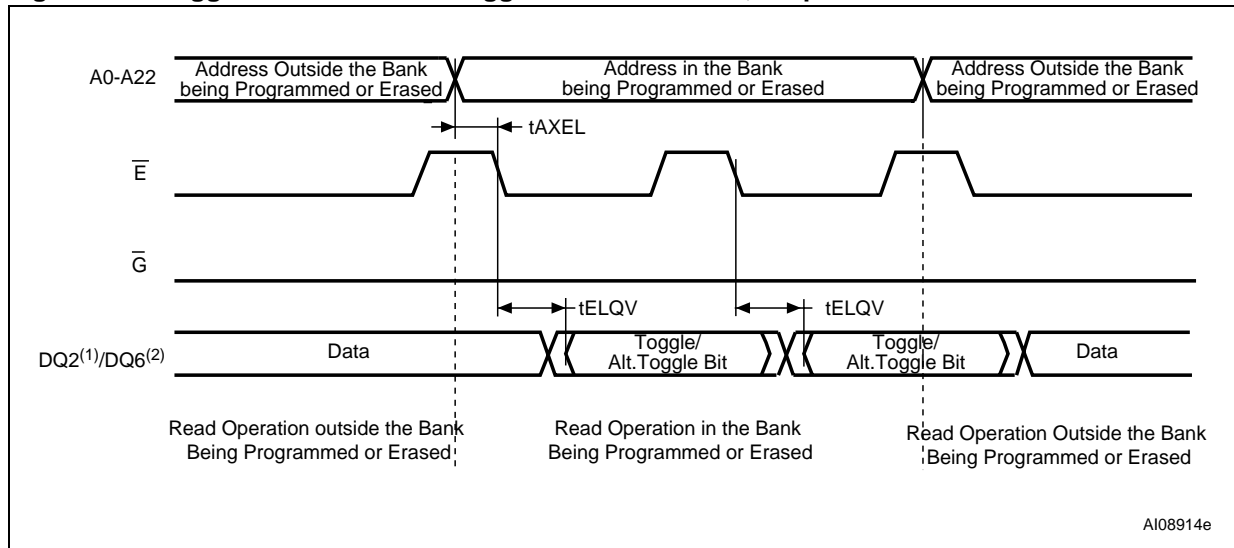 A0-A22
Address Outside the Bank
being Programmed or Erased
Address in the Bank
being Programmed or Erased
Address Outside the Bank
being Programmed or Erased
tAXEL
E
G
tELQV
tELQV
DQ2(1)/DQ6(2)
Data
Toggle/
Alt.Toggle Bit
Toggle/
Alt.Toggle Bit
Data
Read Operation outside the Bank
Being Programmed or Erased
Read Operation in the Bank
Being Programmed or Erased
Read Operation Outside the Bank
Being Programmed or Erased
AI08914e